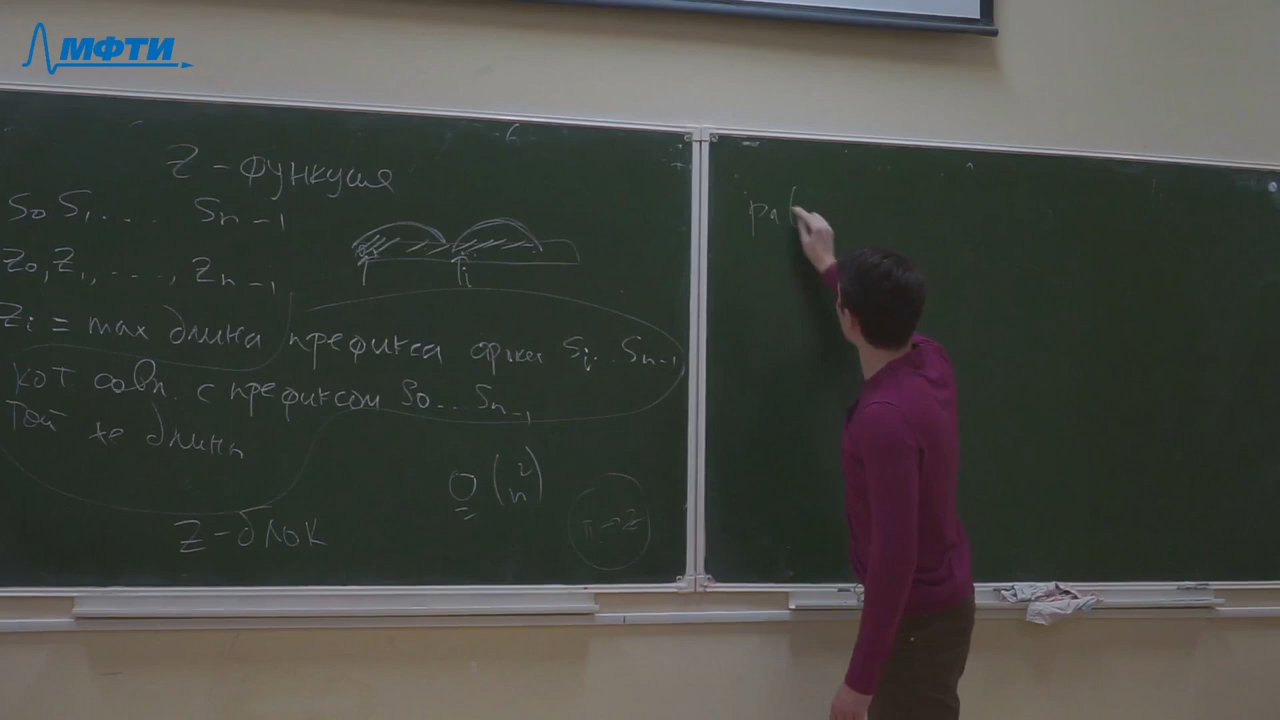 МФТИ
Z - функция
S0 S1 .... Sn-1
Z0, Z1, ...., Zn-1
i
Zi = max длина префикса Si .. Sn-1
кот совп. с префиксом S0 .. Sn-1
Той же длины
O(n²)
π → Z
Z-блок
pa